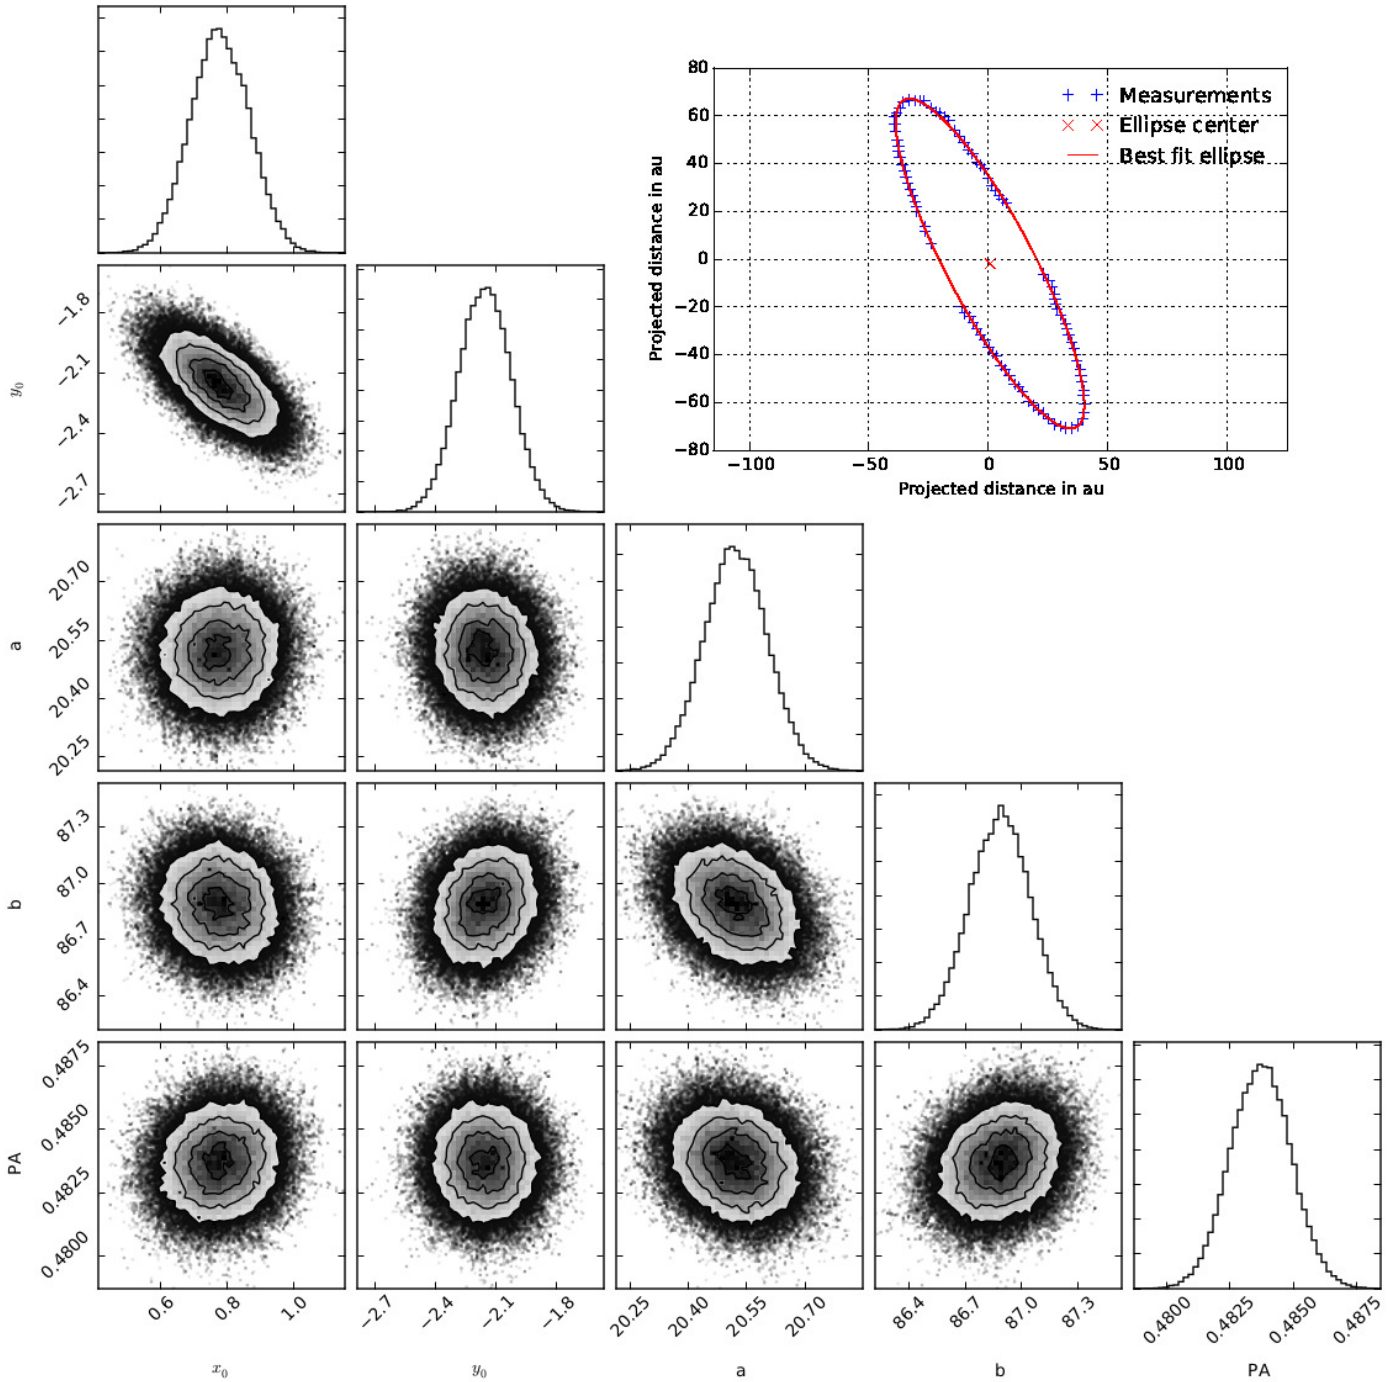 80
60
40
20
0
−20
−40
−60
−80
Projected distance in au
+ + Measurements
× × Ellipse center
Best fit ellipse
−100 −50 0 50 100
Projected distance in au
y₀
−1.8
−2.1
−2.4
−2.7
a
20.70
20.55
20.40
20.25
b
87.3
87.0
86.7
86.4
PA
0.4875
0.4850
0.4825
0.4800
0.6 0.8 1.0
−2.7 −2.4 −2.1 −1.8
20.25 20.40 20.55 20.70
86.4 86.7 87.0 87.3
0.4800 0.4825 0.4850 0.4875
x₀ y₀ a b PA